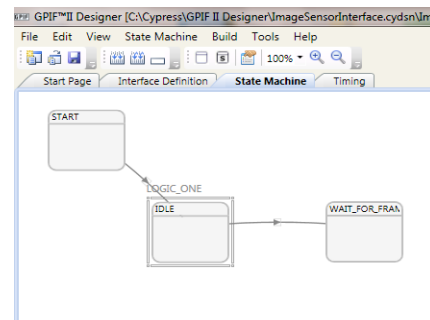 GPIF™II Designer [C:\Cypress\GPIF II Designer\ImageSensorInterface.cydsn\Im
File Edit View State Machine Build Tools Help
100%
Start Page Interface Definition State Machine Timing
START
LOGIC_ONE
IDLE
WAIT_FOR_FRAM